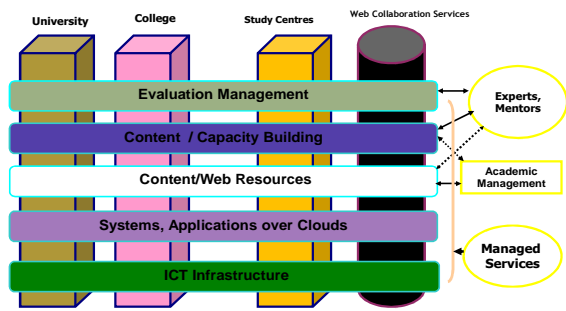 University
College
Study Centres
Web Collaboration Services
Evaluation Management
Experts,
Mentors
Content / Capacity Building
Content/Web Resources
Academic
Management
Systems, Applications over Clouds
Managed
Services
ICT Infrastructure